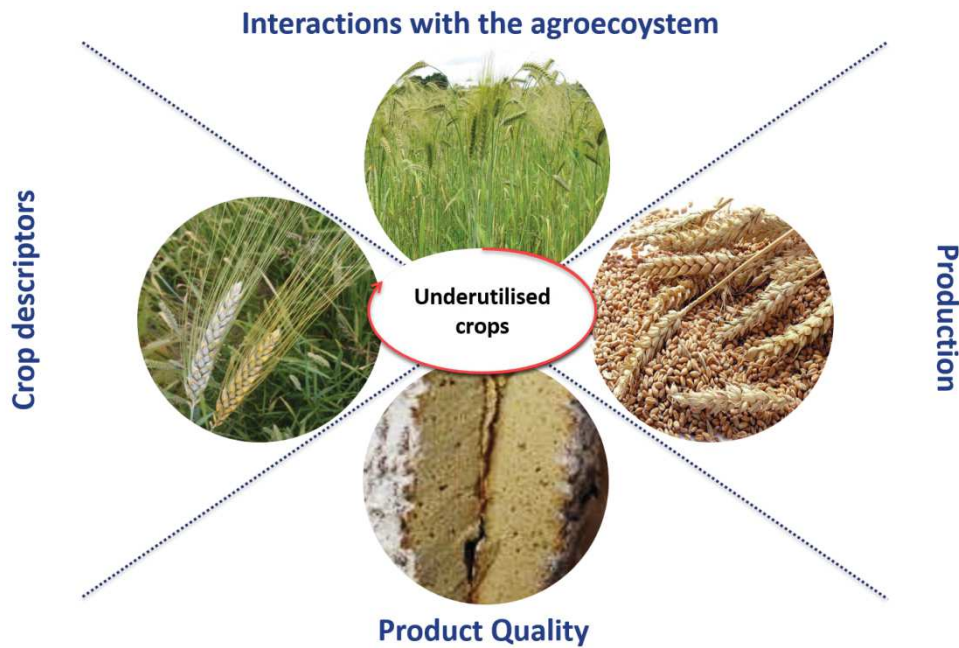 Interactions with the agroecoystem
Crop descriptors
Underutilised
crops
Production
Product Quality